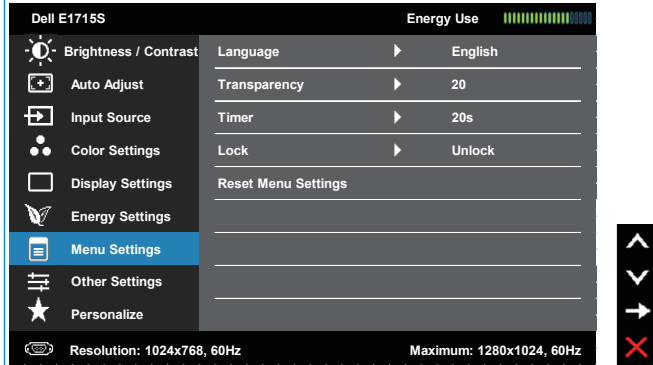 Dell E1715S Energy Use
Brightness / Contrast Language English
Auto Adjust Transparency 20
Input Source Timer 20s
Color Settings Lock Unlock
Display Settings Reset Menu Settings
Energy Settings
Menu Settings
Other Settings
Personalize
Resolution: 1024x768, 60Hz Maximum: 1280x1024, 60Hz